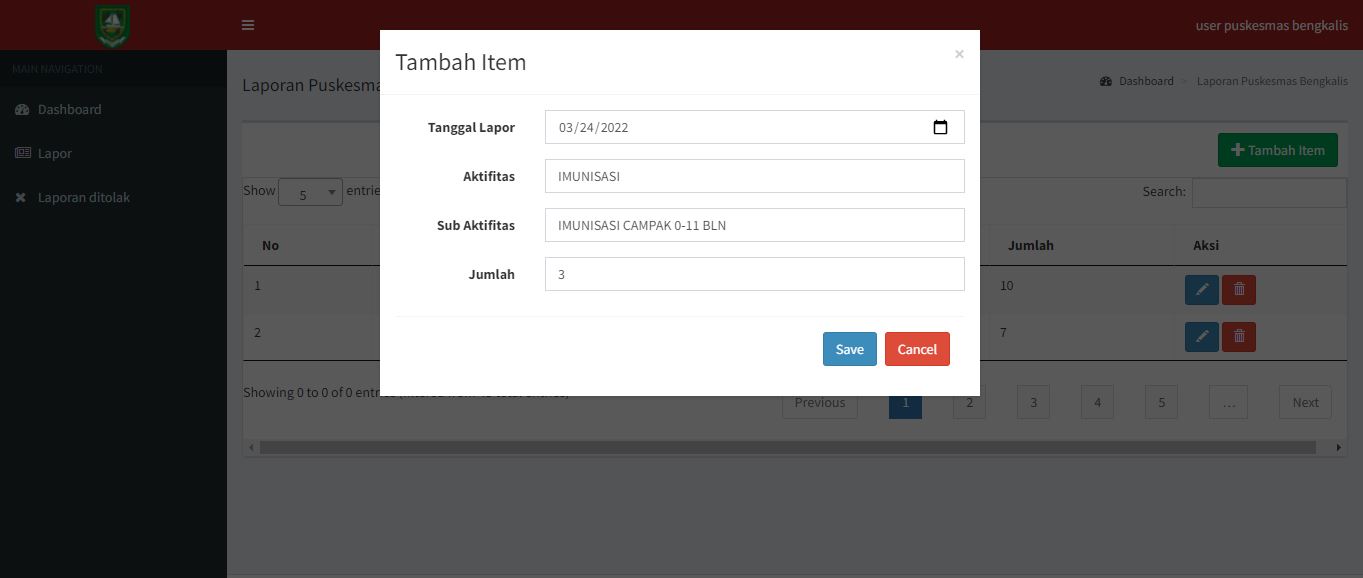 user puskesmas bengkalis
MAIN NAVIGATION
Dashboard
Lapor
Laporan ditolak
Laporan
Dashboard > Laporan Puskesmas Bengkalis
Tambah Item
Show 5
Search:
No Jumlah Aksi
1 10
2 7
Showing 0 to 0 of 0
Previous 1 2 3 4 5 ... Next
Tambah Item ×
Tanggal Lapor 03/24/2022
Aktifitas IMUNISASI
Sub Aktifitas IMUNISASI CAMPAK 0-11 BLN
Jumlah 3
Save Cancel